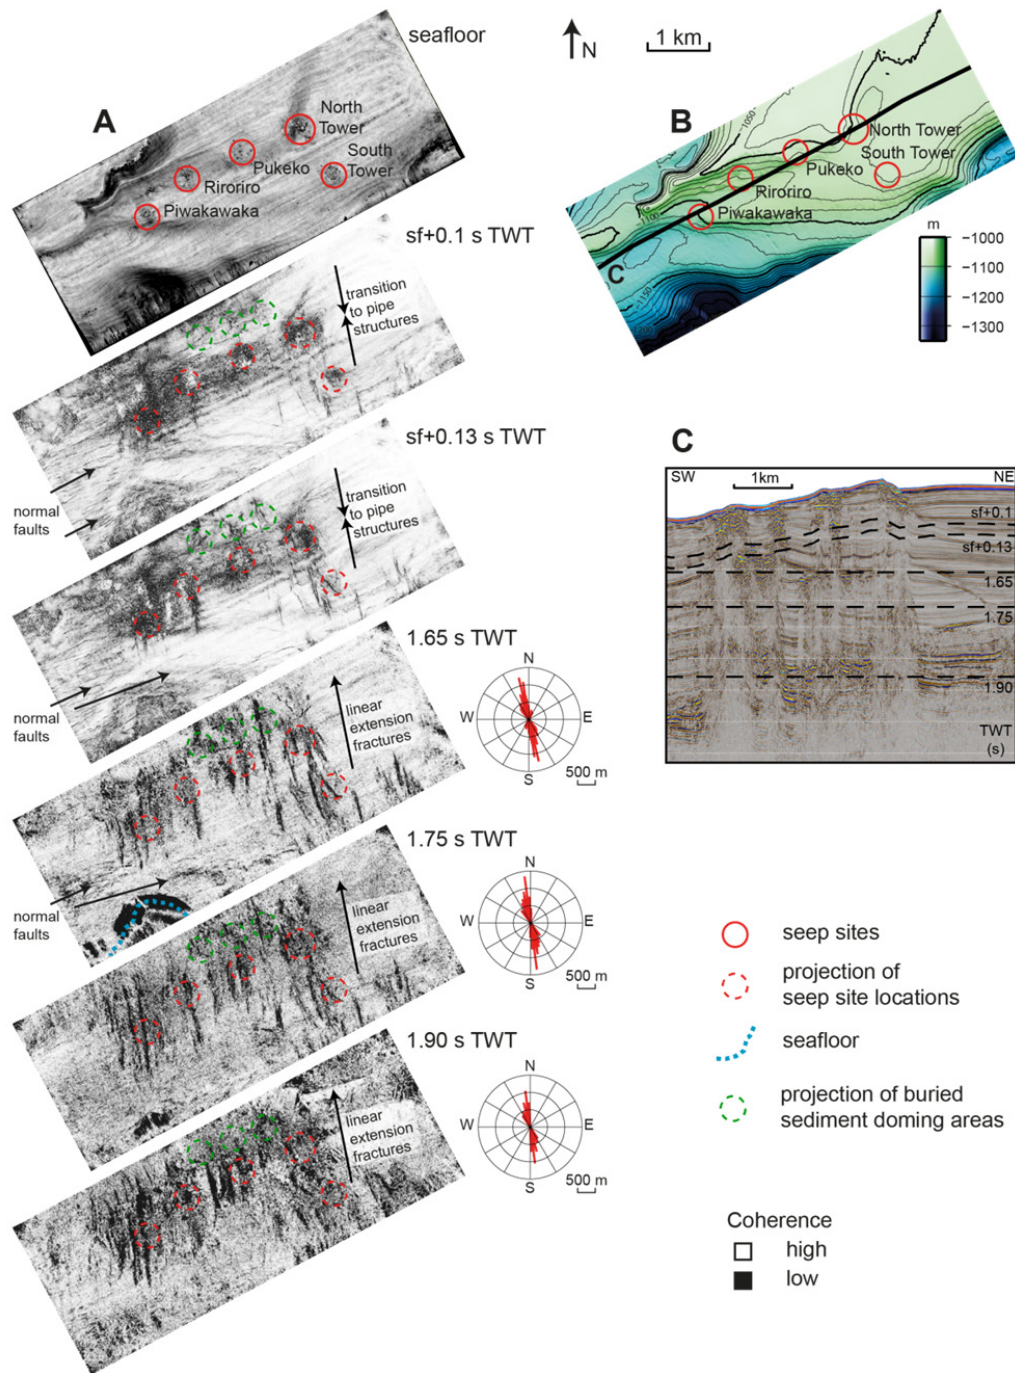 seafloor
A
North
Tower
South
Tower
Pukeko
Riroriro
Piwakawaka
N
1 km
B
1050
North Tower
South Tower
Pukeko
Riroriro
Piwakawaka
1100
1150
C
m
−1000
−1100
−1200
−1300
sf+0.1 s TWT
transition
to pipe
structures
normal
faults
sf+0.13 s TWT
transition
to pipe
structures
normal
faults
C
SW
1km
NE
sf+0.1
sf+0.13
1.65
1.75
1.90
TWT
(s)
1.65 s TWT
linear
extension
fractures
N
W
E
S
500 m
normal
faults
1.75 s TWT
linear
extension
fractures
N
W
E
S
500 m
1.90 s TWT
linear
extension
fractures
N
W
E
S
500 m
seep sites
projection of
seep site locations
seafloor
projection of buried
sediment doming areas
Coherence
high
low